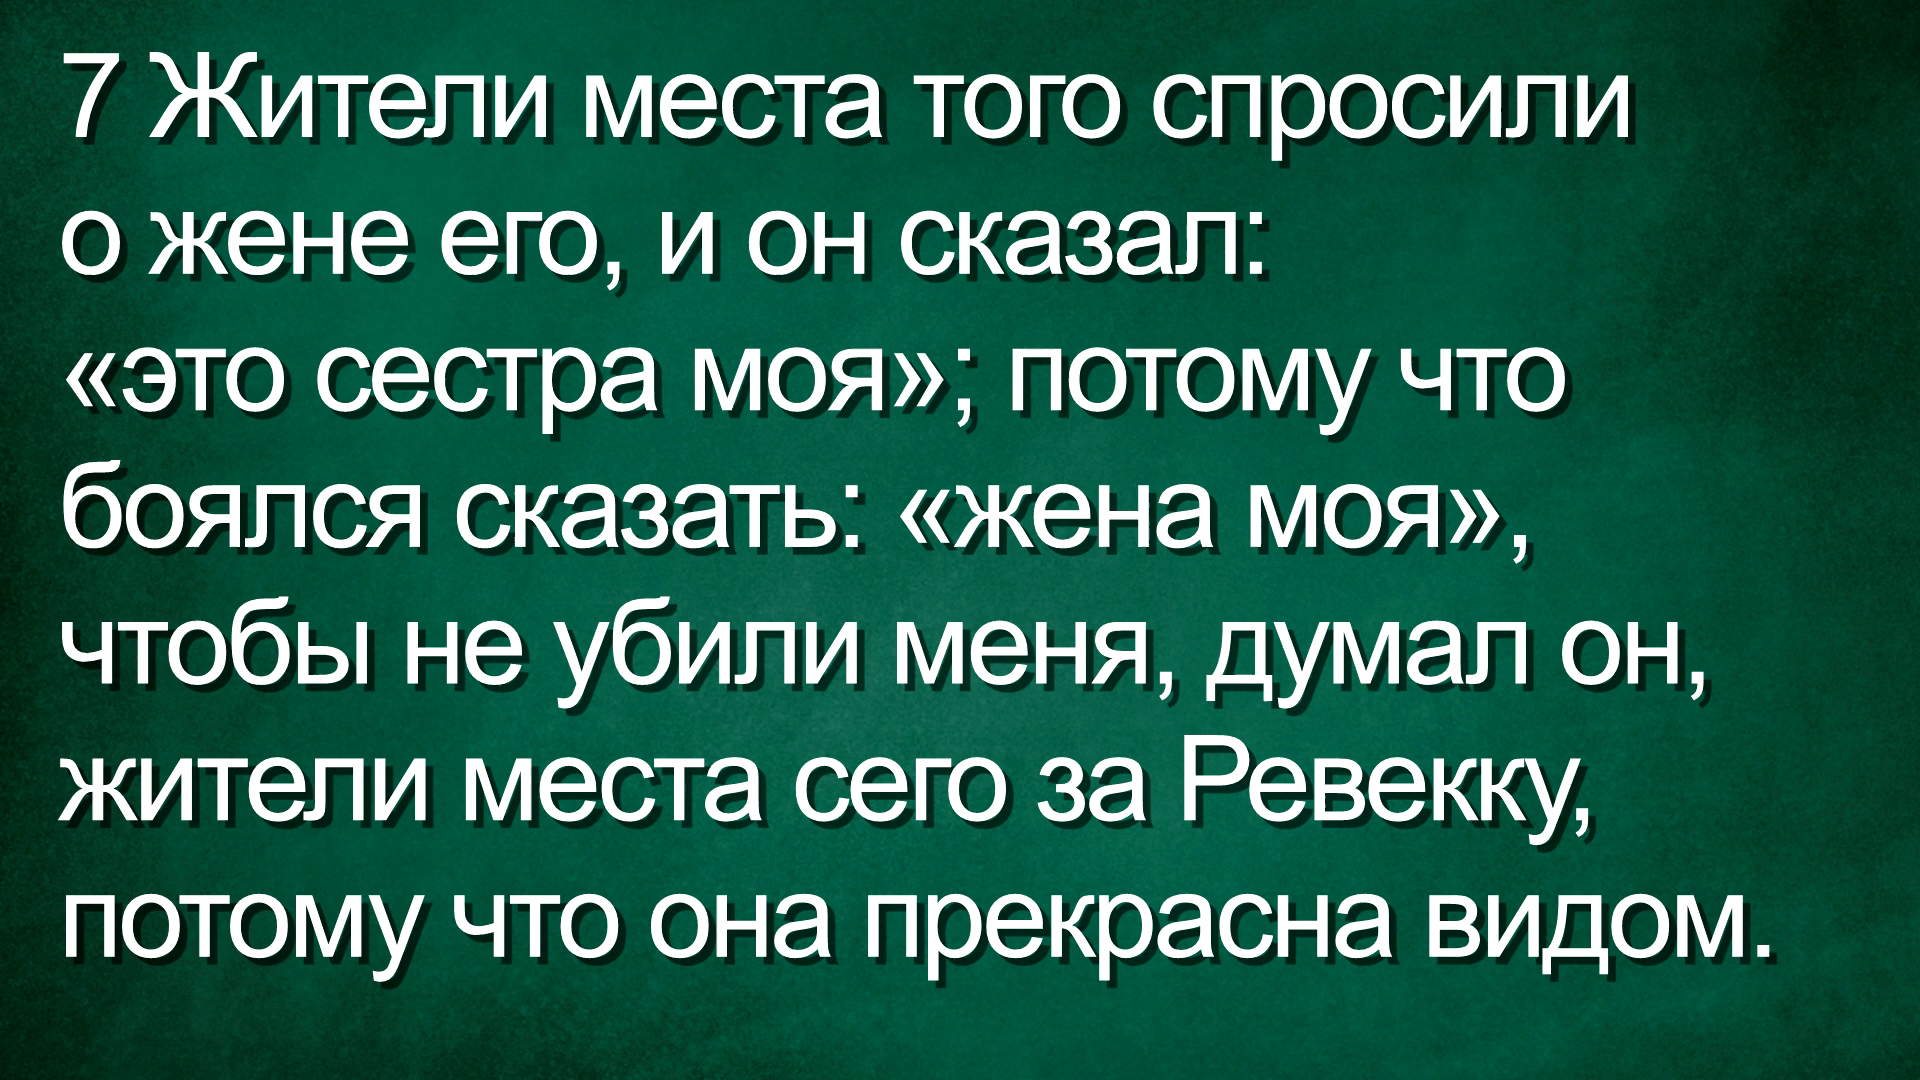 7 Жители места того спросили
о жене его, и он сказал:
«это сестра моя»; потому что
боялся сказать: «жена моя»,
чтобы не убили меня, думал он,
жители места сего за Ревекку,
потому что она прекрасна видом.